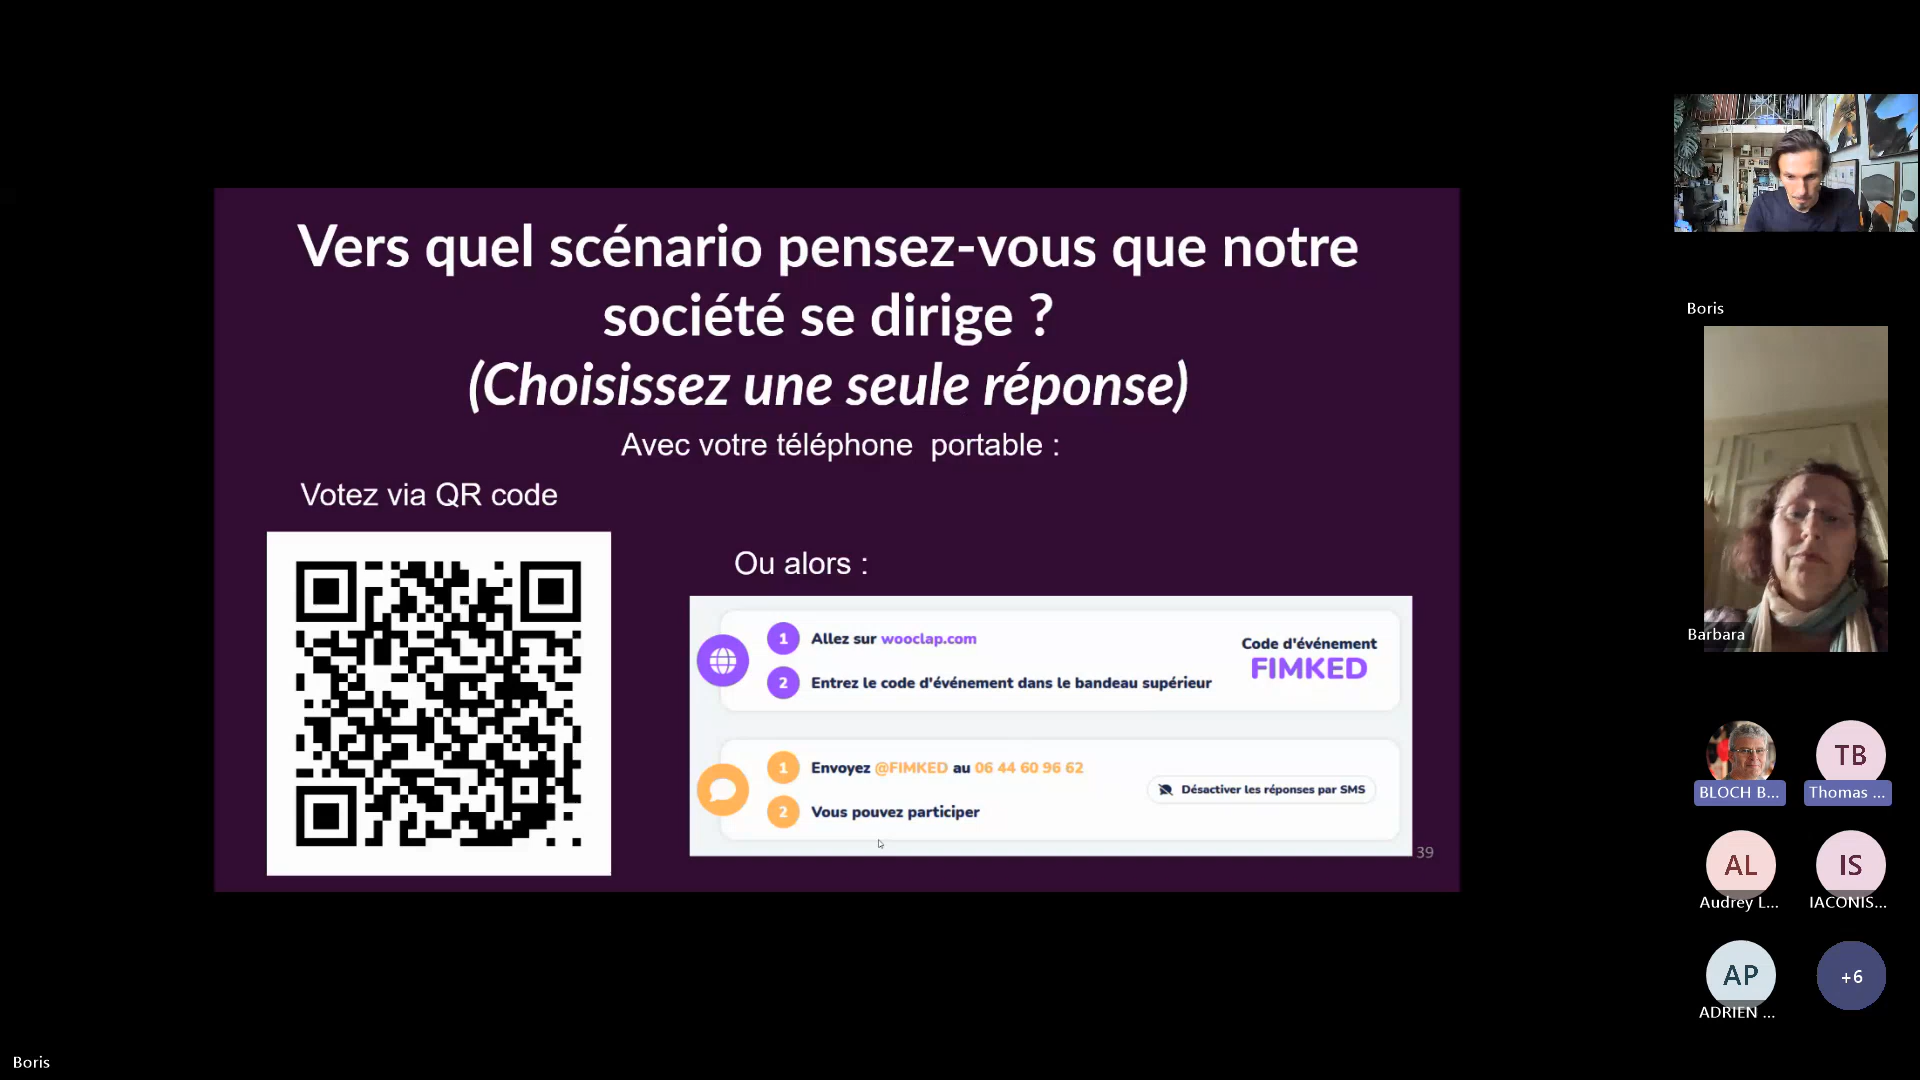 Vers quel scénario pensez-vous que notre
société se dirige ?
(Choisissez une seule réponse)
Avec votre téléphone  portable :
Votez via QR code
Ou alors :
1 Allez sur wooclap.com
2 Entrez le code d'événement dans le bandeau supérieur
Code d'événement
FIMKED
1 Envoyez @FIMKED au 06 44 60 96 62
2 Vous pouvez participer
Désactiver les réponses par SMS
39
Boris
Barbara
BLOCH B...
TB
Thomas ...
AL
Audrey L...
IS
IACONIS...
AP
ADRIEN ...
+6
Boris